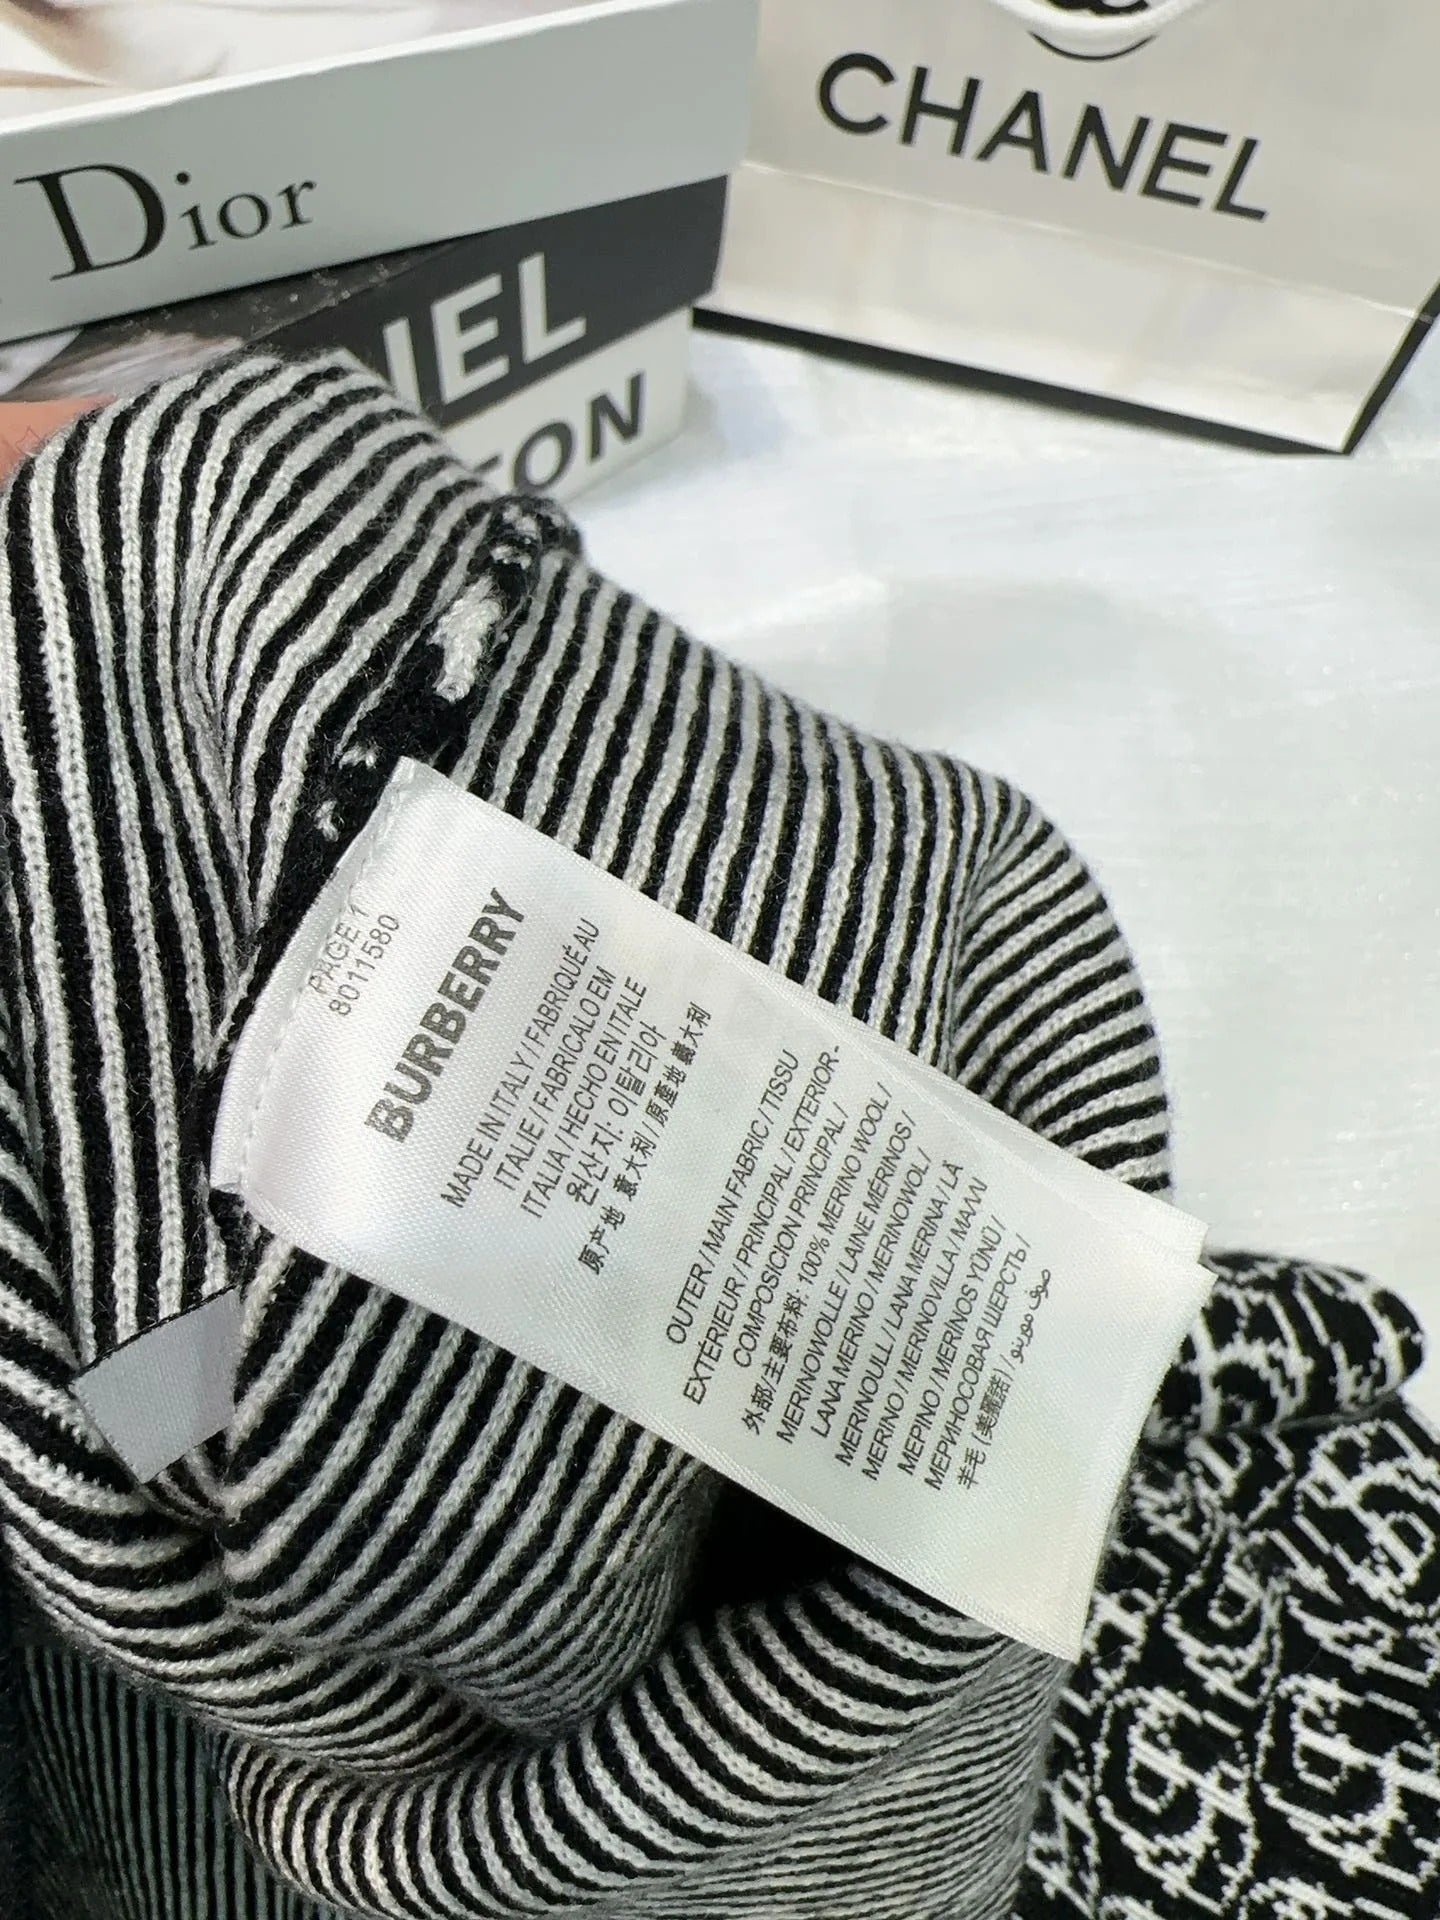 Dior
CHANEL
NEL
TON
PAGE 1
8011580
BURBERRY
MADE IN ITALY / FABRIQUÉ AU
ITALIE / FABRICALO EM
ITALIA / HECHO EN ITALE
원산지: 이탈리아
原产地 意大利 / 原產地 義大利
OUTER / MAIN FABRIC / TISSU
EXTÉRIEUR / PRINCIPAL / EXTERIOR-
COMPOSICION PRINCIPAL /
外部/主要布料: 100% MERINO WOOL /
MERINOWOLLE / LAINE MÉRINOS /
LANA MERINO / MERINOWOL /
MERINOULL / LANA MERINA / LÃ
MERINO / MERINOVILLA / МАЛЛІ
МЕРІNО / MERİNOS YÜNÜ /
МЕРИНОСОВАЯ ШЕРСТЬ /
羊毛 (美麗諾) / صوف مورينو